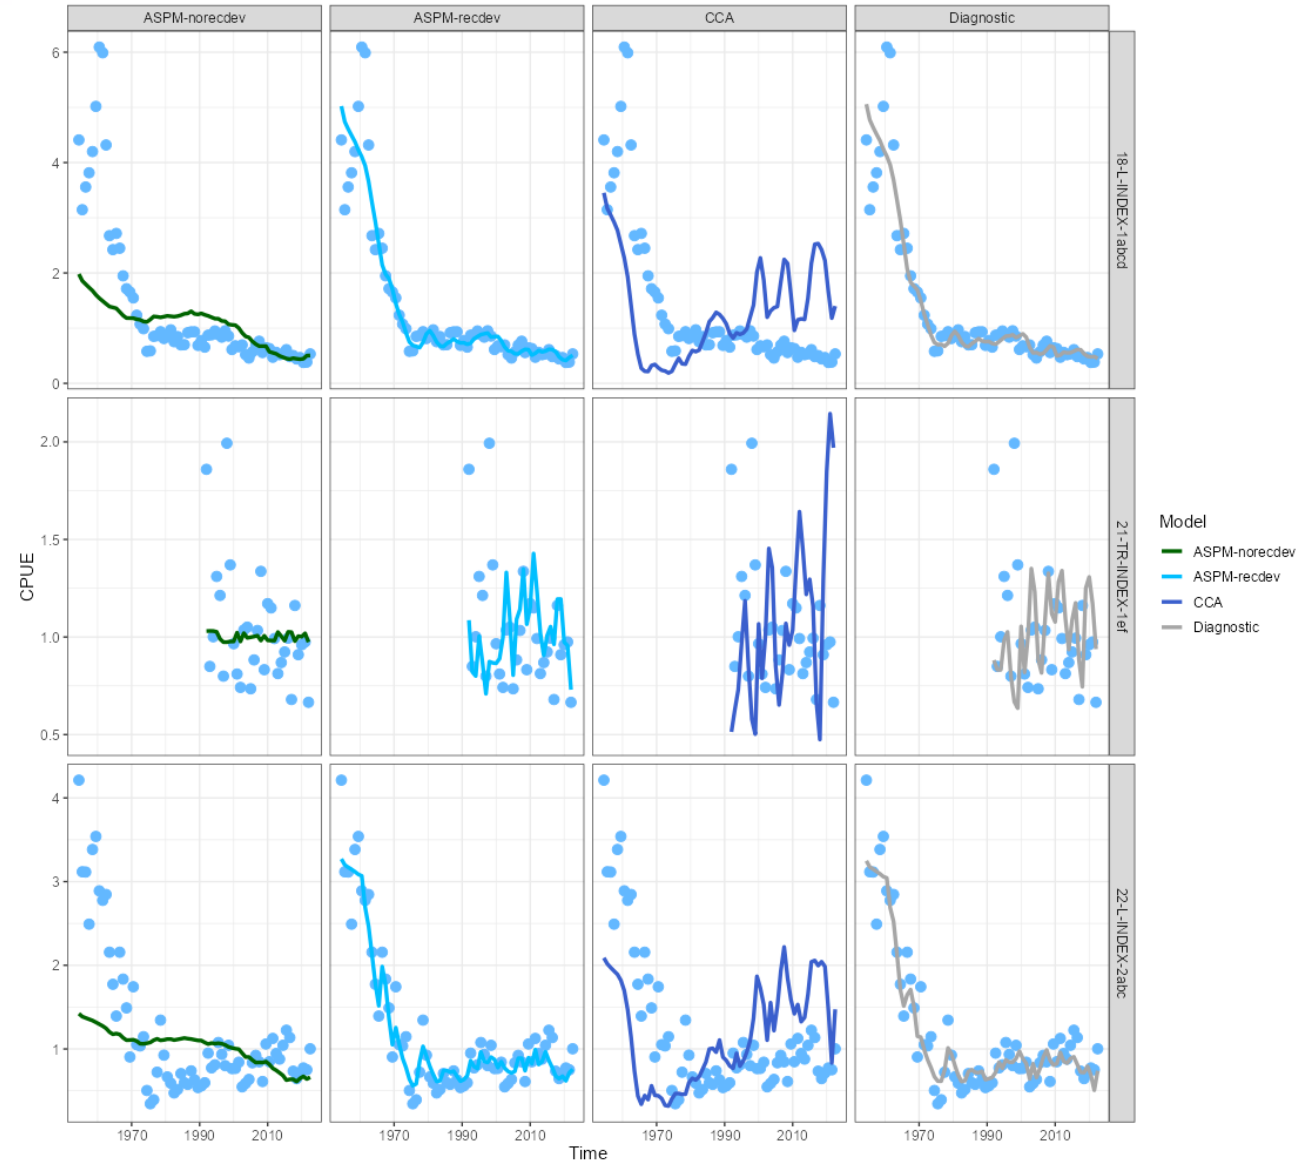 ASPM-norecdev
ASPM-recdev
CCA
Diagnostic
6
4
2
0
18-L-INDEX-1abcd
2.0
1.5
1.0
0.5
21-TR-INDEX-1ef
4
3
2
1
22-L-INDEX-2abc
1970
1990
2010
1970
1990
2010
1970
1990
2010
1970
1990
2010
Time
CPUE
Model
ASPM-norecdev
ASPM-recdev
CCA
Diagnostic